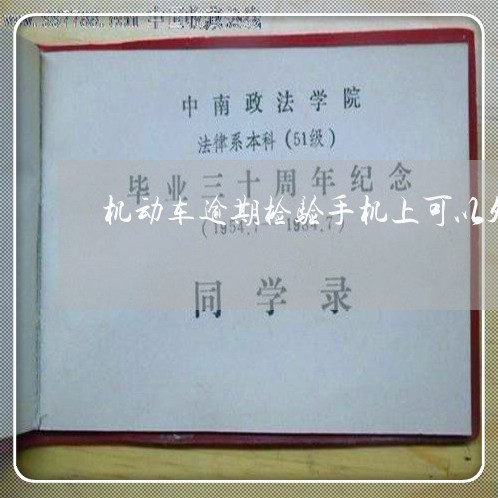 中南政法学院
法律系本科(51级)
毕业三十周年纪念
机动车逾期检验手机上可以
(1954.7 1984.7)
同学录